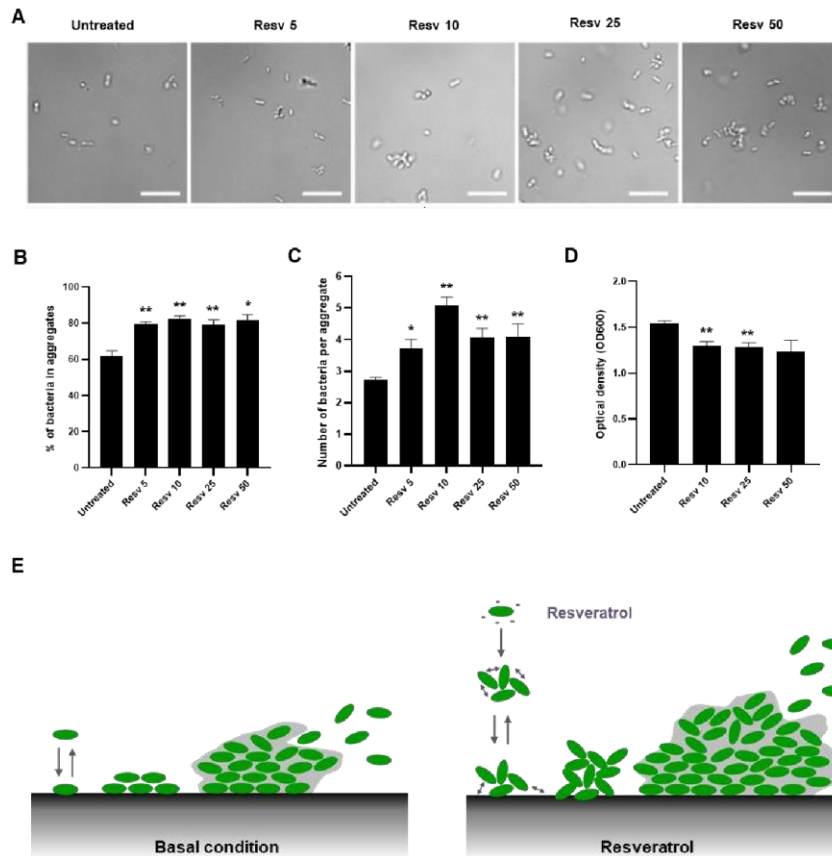 A
Untreated Resv 5 Resv 10 Resv 25 Resv 50
B
% of bacteria in aggregates
100
80
60
40
20
0
** ** ** *
Untreated Resv 5 Resv 10 Resv 25 Resv 50
C
Number of bacteria per aggregate
6
5
4
3
2
1
0
* ** ** **
Untreated Resv 5 Resv 10 Resv 25 Resv 50
D
Optical density (OD600)
2.0
1.5
1.0
0.5
0.0
** **
Untreated Resv 10 Resv 25 Resv 50
E
Resveratrol
Basal condition
Resveratrol